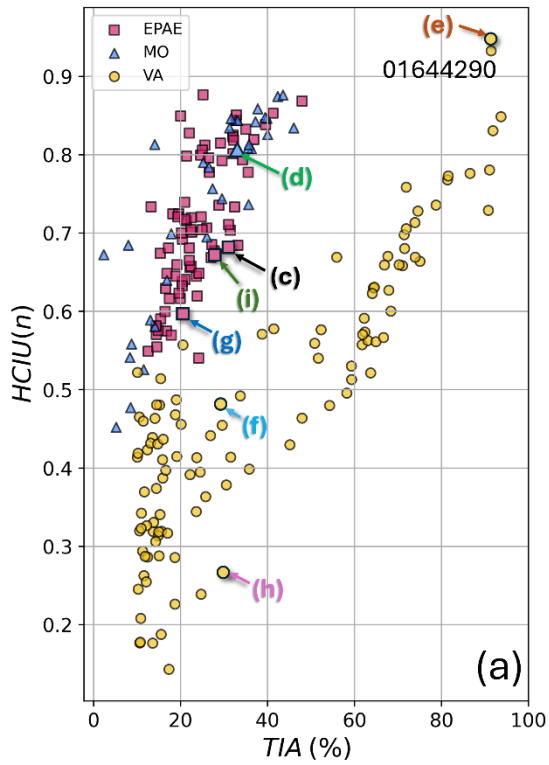 EPAE
MO
VA
(e)
01644290
0.9
0.8
(d)
0.7
(c)
(i)
0.6
(g)
0.5
(f)
0.4
0.3
(h)
0.2
(a)
HCIU(n)
0 20 40 60 80 100
TIA (%)